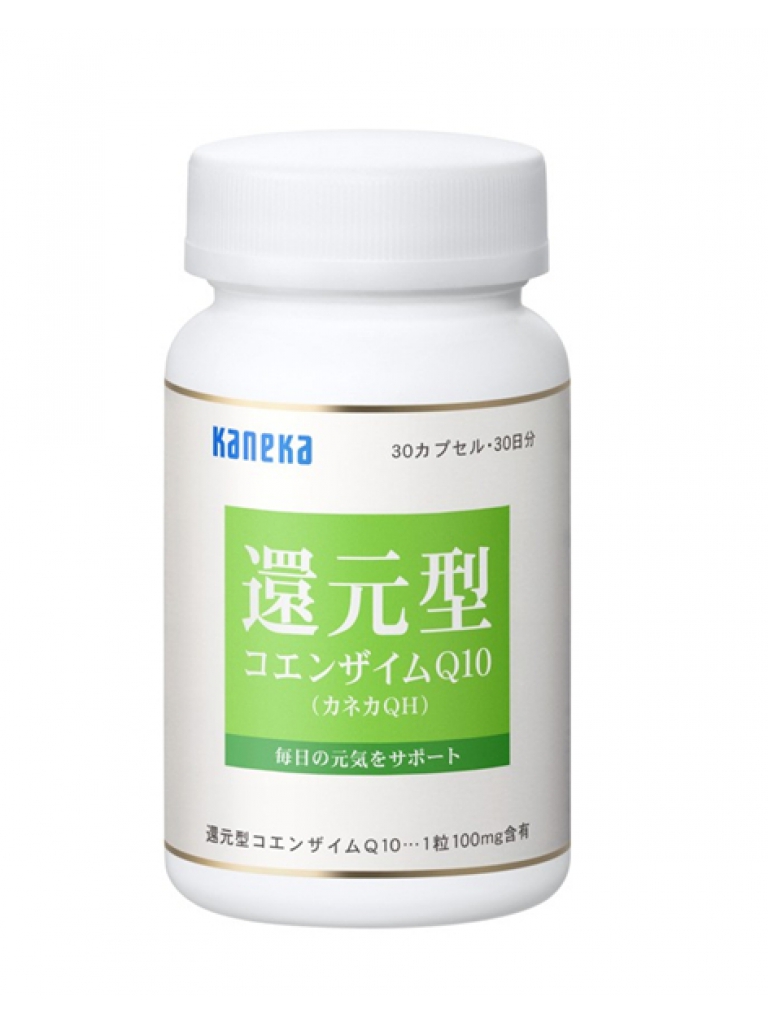 Kaneka
30カプセル・30日分
還元型
コエンザイムQ10
(カネカQH)
毎日の元気をサポート
還元型コエンザイムQ10…1粒100mg含有